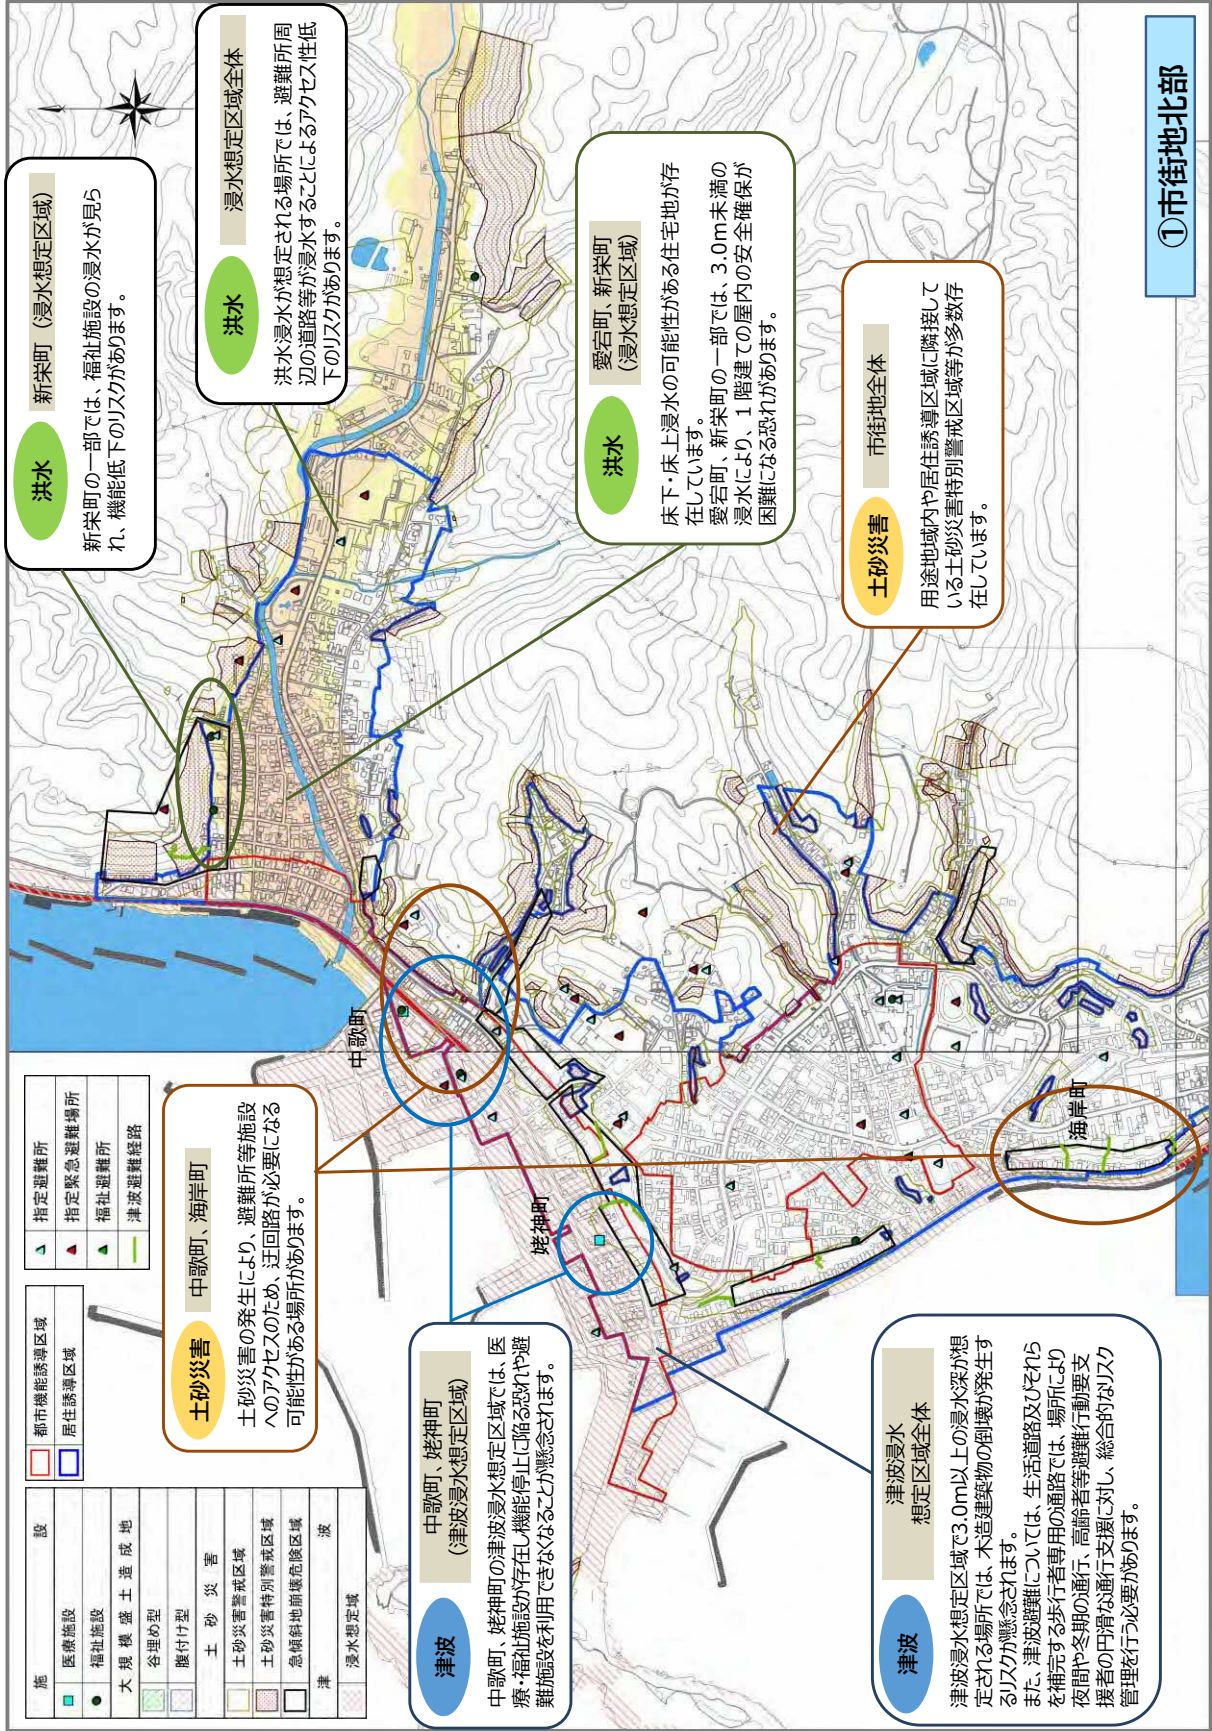 ①市街地北部
洪水
新栄町（浸水想定区域）
新栄町の一部では、福祉施設の浸水が見ら
れ、機能低下のリスクがあります。
洪水
浸水想定区域全体
洪水浸水が想定される場所では、避難所周
辺の道路等が浸水することによるアクセス性低
下のリスクがあります。
洪水
愛宕町、新栄町
（浸水想定区域）
床下・床上浸水の可能性がある住宅地が存
在しています。
愛宕町、新栄町の一部では、3.0m未満の
浸水により、1階建ての屋内の安全確保が
困難になる恐れがあります。
土砂災害
市街地全体
用途地域内や居住誘導区域に隣接して
いる土砂災害特別警戒区域等が多数存
在しています。
中歌町
姥神町
海岸町
施設
医療施設
福祉施設
大規模盛土造成地
谷埋め型
腹付け型
土砂災害
土砂災害警戒区域
土砂災害特別警戒区域
急傾斜地崩壊危険区域
津波
浸水想定域
都市機能誘導区域
居住誘導区域
指定避難所
指定緊急避難場所
福祉避難所
津波避難経路
土砂災害
中歌町、海岸町
土砂災害の発生により、避難所等施設
へのアクセスのため、迂回路が必要になる
可能性がある場所があります。
津波
中歌町、姥神町
（津波浸水想定区域）
中歌町、姥神町の津波浸水想定区域では、医
療・福祉施設が存在し機能停止に陥る恐れや避
難施設を利用できなくなることが懸念されます。
津波
津波浸水
想定区域全体
津波浸水想定区域で3.0m以上の浸水深が想
定される場所では、木造建築物の倒壊が発生す
るリスクが懸念されます。
また、津波避難については、生活道路及びそれら
を補完する歩行者専用の通路では、場所により
夜間や冬期の通行、高齢者等避難行動要支
援者の円滑な通行支援に対し、総合的なリスク
管理を行う必要があります。